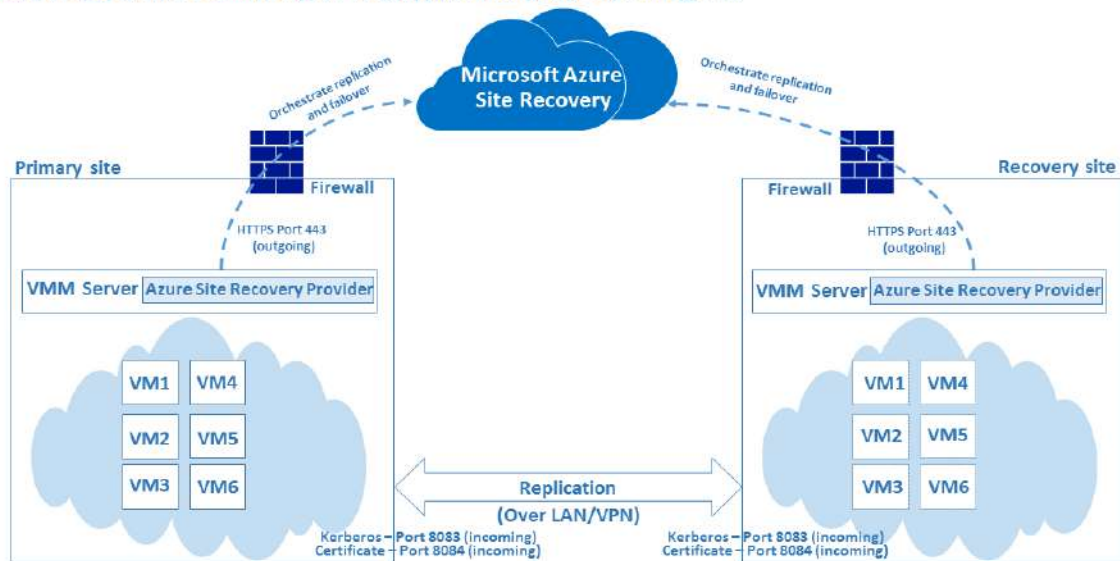 Microsoft Azure
Site Recovery
Orchestrate replication
and failover
Orchestrate replication
and failover
Primary site
Firewall
Recovery site
Firewall
HTTPS Port 443
(outgoing)
HTTPS Port 443
(outgoing)
VMM Server
Azure Site Recovery Provider
VMM Server
Azure Site Recovery Provider
VM1 VM4
VM2 VM5
VM3 VM6
VM1 VM4
VM2 VM5
VM3 VM6
Replication
(Over LAN/VPN)
Kerberos – Port 8083 (incoming)
Certificate – Port 8084 (incoming)
Kerberos – Port 8083 (incoming)
Certificate – Port 8084 (incoming)